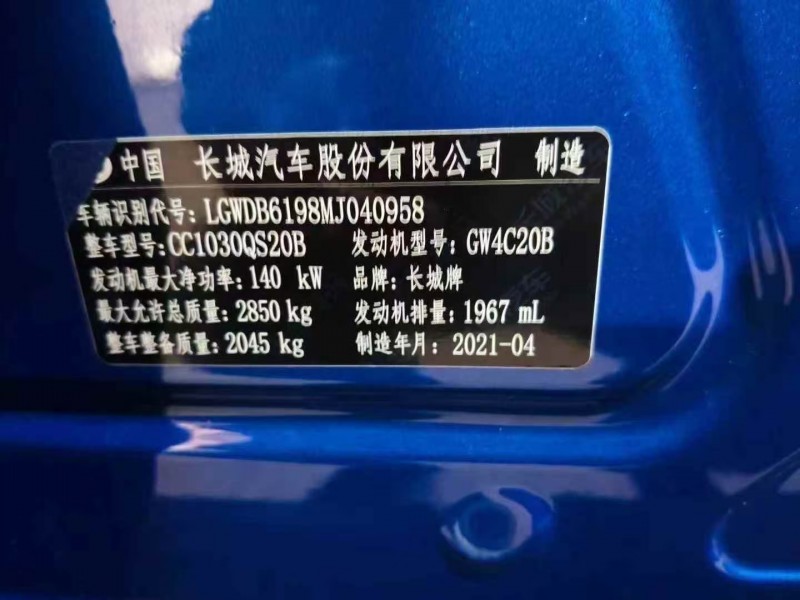 中国 长城汽车股份有限公司 制造
车辆识别代号:LGWDB6198MJ040958
整车型号:CC1030QS20B 发动机型号:GW4C20B
发动机最大净功率:140 kW 品牌:长城牌
最大允许总质量:2850 kg 发动机排量:1967 mL
整车整备质量:2045 kg 制造年月:2021-04